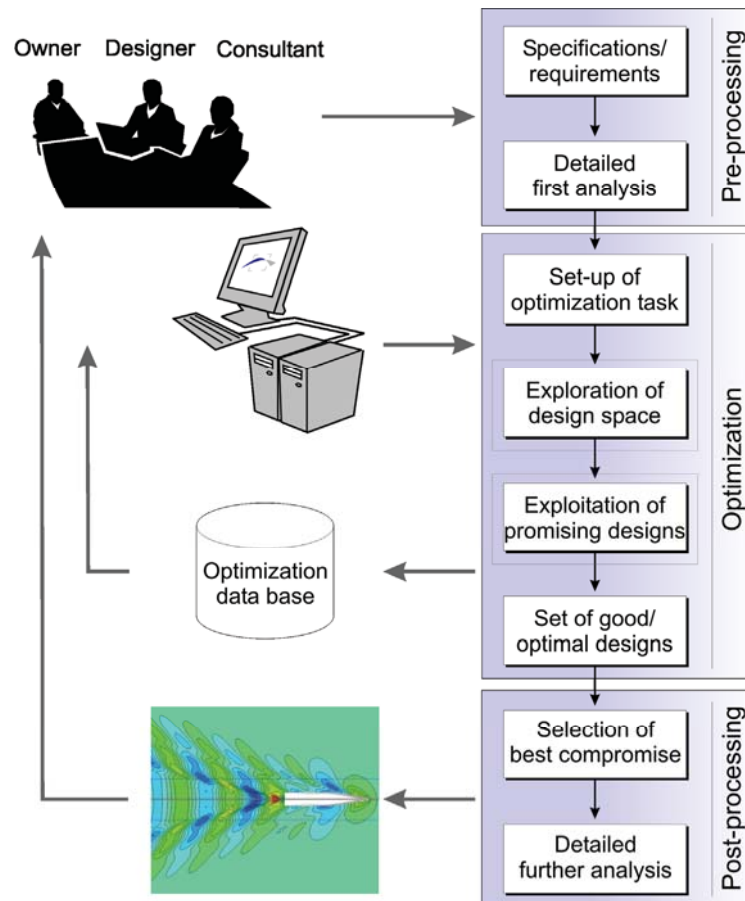 Owner Designer Consultant
Specifications/
requirements
Detailed
first analysis
Pre-processing
Set-up of
optimization task
Exploration of
design space
Exploitation of
promising designs
Set of good/
optimal designs
Optimization
Optimization
data base
Selection of
best compromise
Detailed
further analysis
Post-processing